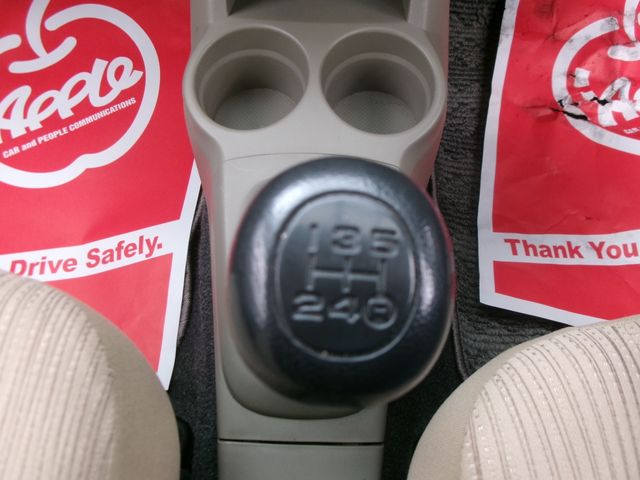 Apple
CAR and PEOPLE COMMUNICATIONS
Drive Safely.
1 3 5
2 4 R
Thank You